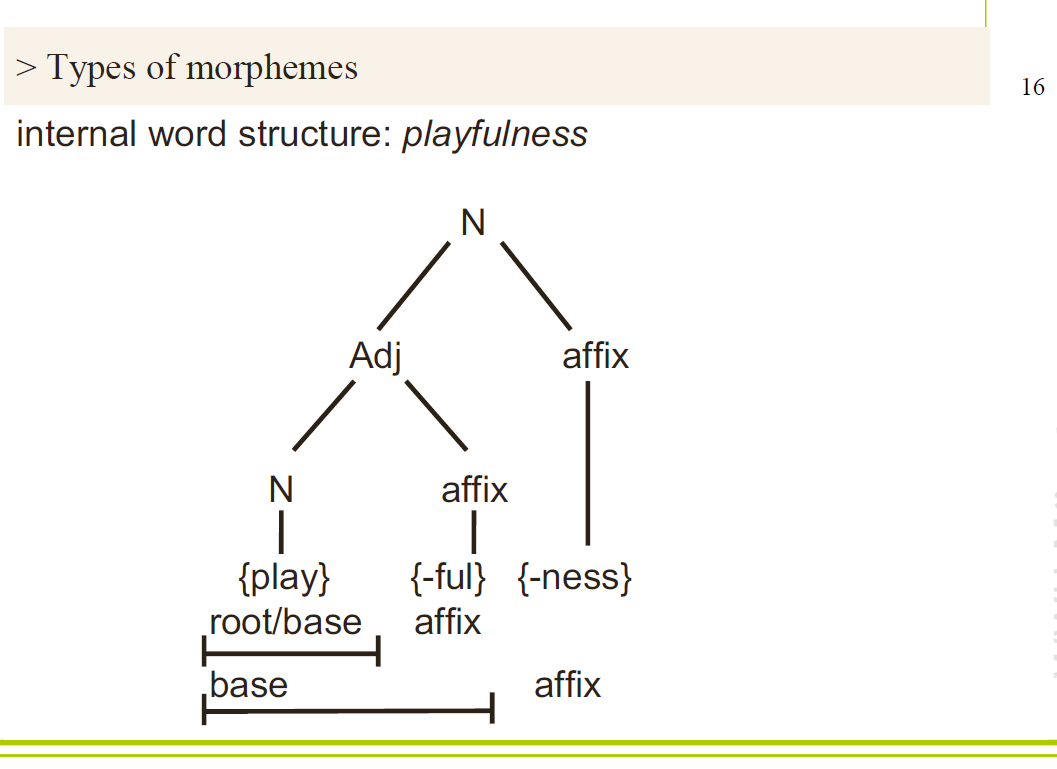 > Types of morphemes
16
internal word structure: playfulness
N
Adj affix
N affix
{play} {-ful} {-ness}
root/base affix
base affix